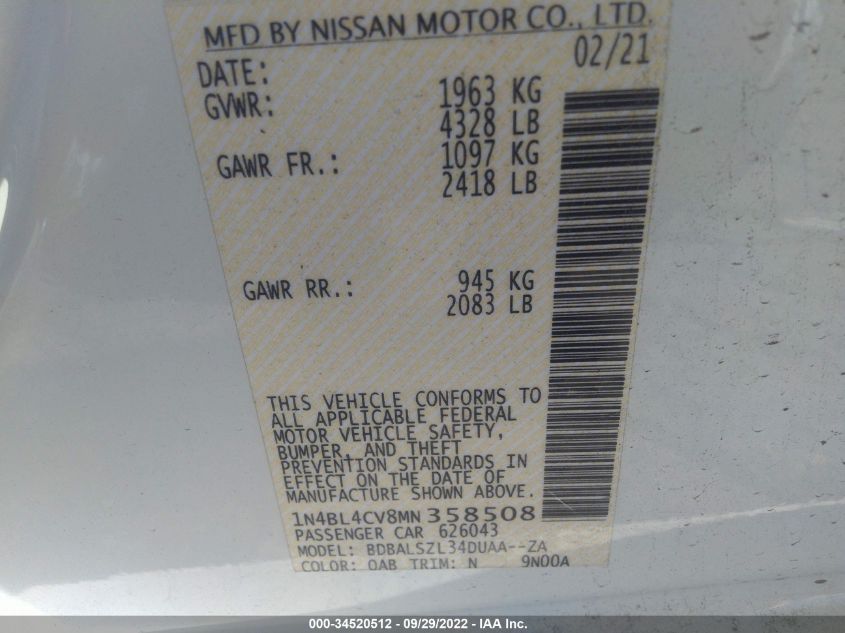 MFD BY NISSAN MOTOR CO., LTD.
DATE: 02/21
GVWR: 1963 KG
4328 LB
GAWR FR.: 1097 KG
2418 LB
GAWR RR.: 945 KG
2083 LB
THIS VEHICLE CONFORMS TO
ALL APPLICABLE FEDERAL
MOTOR VEHICLE SAFETY,
BUMPER, AND THEFT
PREVENTION STANDARDS IN
EFFECT ON THE DATE OF
MANUFACTURE SHOWN ABOVE.
1N4BL4CV8MN358508
PASSENGER CAR 626043
MODEL: BDBALSZL34DUAA--ZA
COLOR: QAB TRIM: N 9N00A
000-34520512 - 09/29/2022 - IAA Inc.